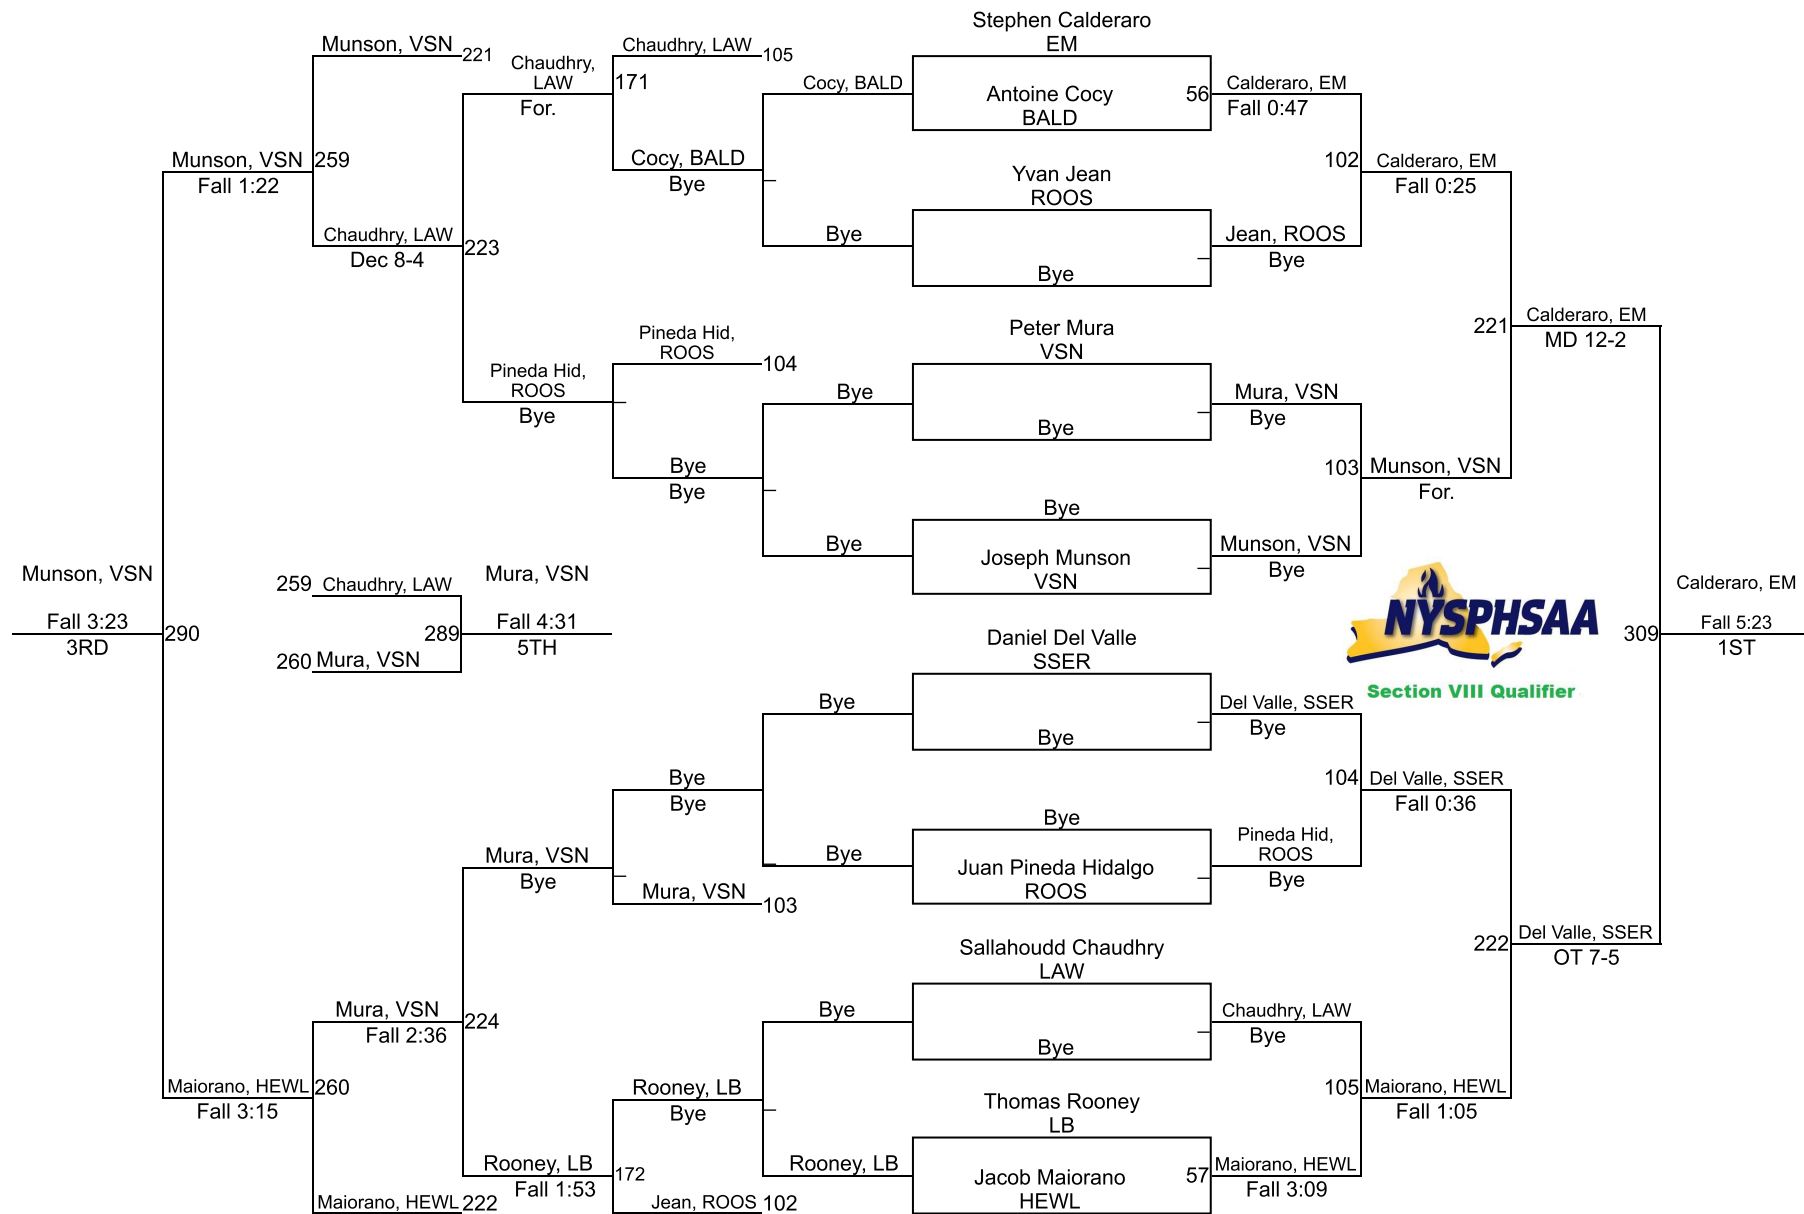 Stephen Calderaro
EM
Munson, VSN
221
Chaudhry, LAW
105
Chaudhry,
LAW
171
For.
Cocy, BALD
Antoine Cocy
BALD
56
Calderaro, EM
Fall 0:47
Munson, VSN
259
Fall 1:22
Cocy, BALD
Bye
Yvan Jean
ROOS
102
Calderaro, EM
Fall 0:25
Chaudhry, LAW
223
Dec 8-4
Bye
Bye
Jean, ROOS
Bye
Peter Mura
VSN
221
Calderaro, EM
MD 12-2
Pineda Hid,
ROOS
104
Pineda Hid,
ROOS
Bye
Bye
Bye
Mura, VSN
Bye
Bye
Bye
103
Munson, VSN
For.
Bye
Bye
Joseph Munson
VSN
Munson, VSN
Bye
Munson, VSN
Fall 3:23
3RD
290
259
Chaudhry, LAW
260
Mura, VSN
289
Mura, VSN
Fall 4:31
5TH
NYSPHSAA
Section VIII Qualifier
309
Calderaro, EM
Fall 5:23
1ST
Daniel Del Valle
SSER
Bye
Bye
Del Valle, SSER
Bye
Bye
Bye
104
Del Valle, SSER
Fall 0:36
Bye
Bye
Juan Pineda Hidalgo
ROOS
Pineda Hid,
ROOS
Bye
Mura, VSN
Bye
Mura, VSN
103
Sallahoudd Chaudhry
LAW
222
Del Valle, SSER
OT 7-5
Mura, VSN
224
Fall 2:36
Bye
Bye
Chaudhry, LAW
Bye
Maiorano, HEWL
260
Fall 3:15
Rooney, LB
Bye
Thomas Rooney
LB
105
Maiorano, HEWL
Fall 1:05
Rooney, LB
172
Fall 1:53
Rooney, LB
Jacob Maiorano
HEWL
57
Maiorano, HEWL
Fall 3:09
Maiorano, HEWL
222
Jean, ROOS
102